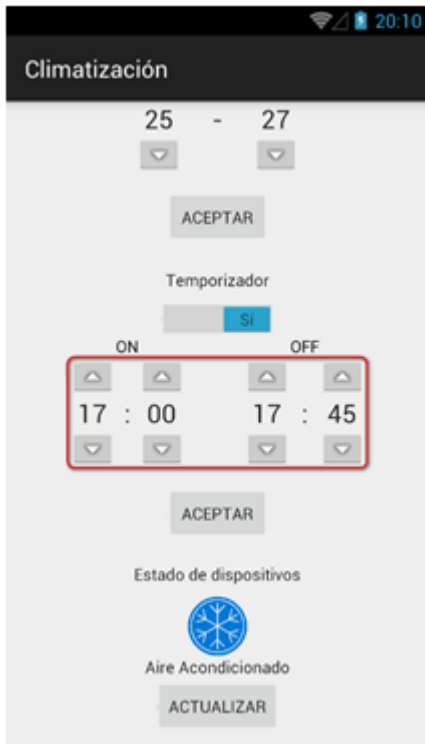 20:10
Climatización
25 - 27
ACEPTAR
Temporizador
Sí
ON OFF
17 : 00 17 : 45
ACEPTAR
Estado de dispositivos
Aire Acondicionado
ACTUALIZAR